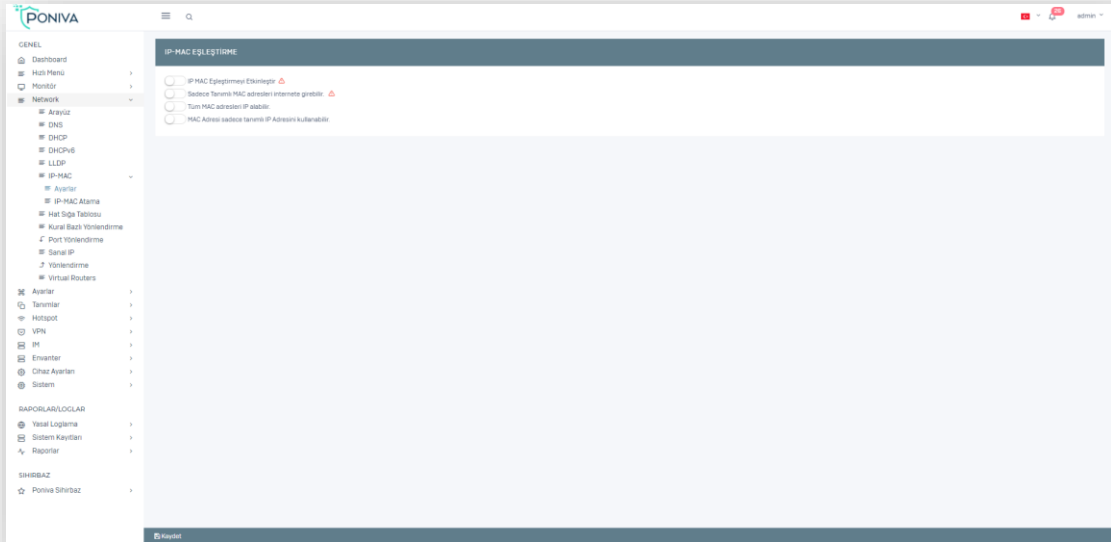 PONIVA
admin
GENEL
Dashboard
Hızlı Menü
Monitör
Network
Arayüz
DNS
DHCP
DHCPv6
LLDP
IP-MAC
Ayarlar
IP-MAC Atama
Hat Sığa Tablosu
Kural Bazlı Yönlendirme
Port Yönlendirme
Sanal IP
Yönlendirme
Virtual Routers
Ayarlar
Tanımlar
Hotspot
VPN
IM
Envanter
Cihaz Ayarları
Sistem
RAPORLAR/LOGLAR
Yasal Loglama
Sistem Kayıtları
Raporlar
SİHİRBAZ
Poniva Sihirbaz
IP-MAC EŞLEŞTİRME
IP MAC Eşleştirmeyi Etkinleştir
Sadece Tanımlı MAC adresleri internete girebilir.
Tüm MAC adresleri IP alabilir.
MAC Adresi sadece tanımlı IP Adresini kullanabilir.
Kaydet